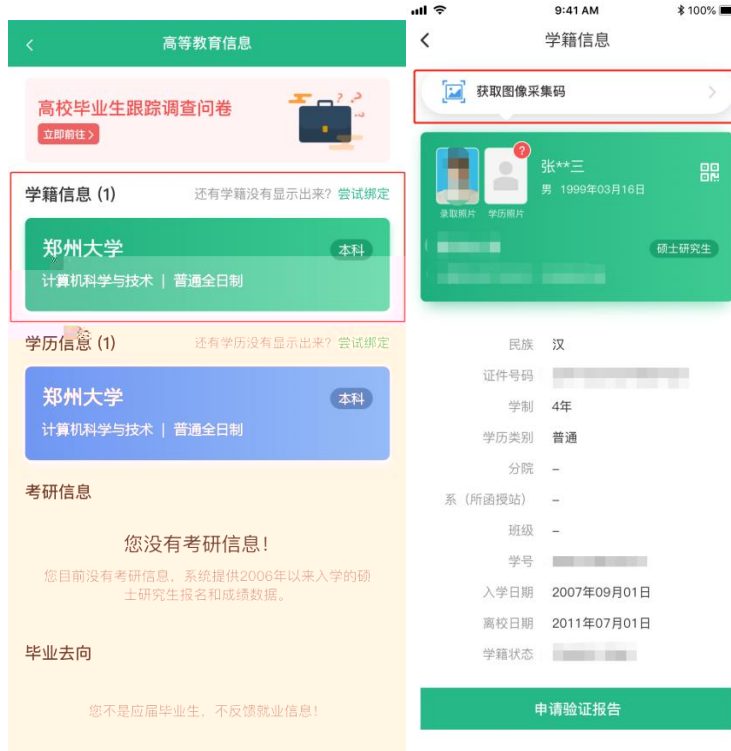 高等教育信息
高校毕业生跟踪调查问卷
立即前往>
学籍信息 (1)
还有学籍没有显示出来? 尝试绑定
郑州大学
本科
计算机科学与技术 | 普通全日制
学历信息 (1)
还有学历没有显示出来? 尝试绑定
郑州大学
本科
计算机科学与技术 | 普通全日制
考研信息
您没有考研信息!
您目前没有考研信息，系统提供2006年以来入学的硕
士研究生报名和成绩数据。
毕业去向
您不是应届毕业生，不反馈就业信息!
9:41 AM
100%
学籍信息
获取图像采集码
张**三
男 1999年03月16日
录取照片 学历照片
硕士研究生
民族 汉
证件号码
学制 4年
学历类别 普通
分院 –
系（所函授站） –
班级 –
学号
入学日期 2007年09月01日
离校日期 2011年07月01日
学籍状态
申请验证报告